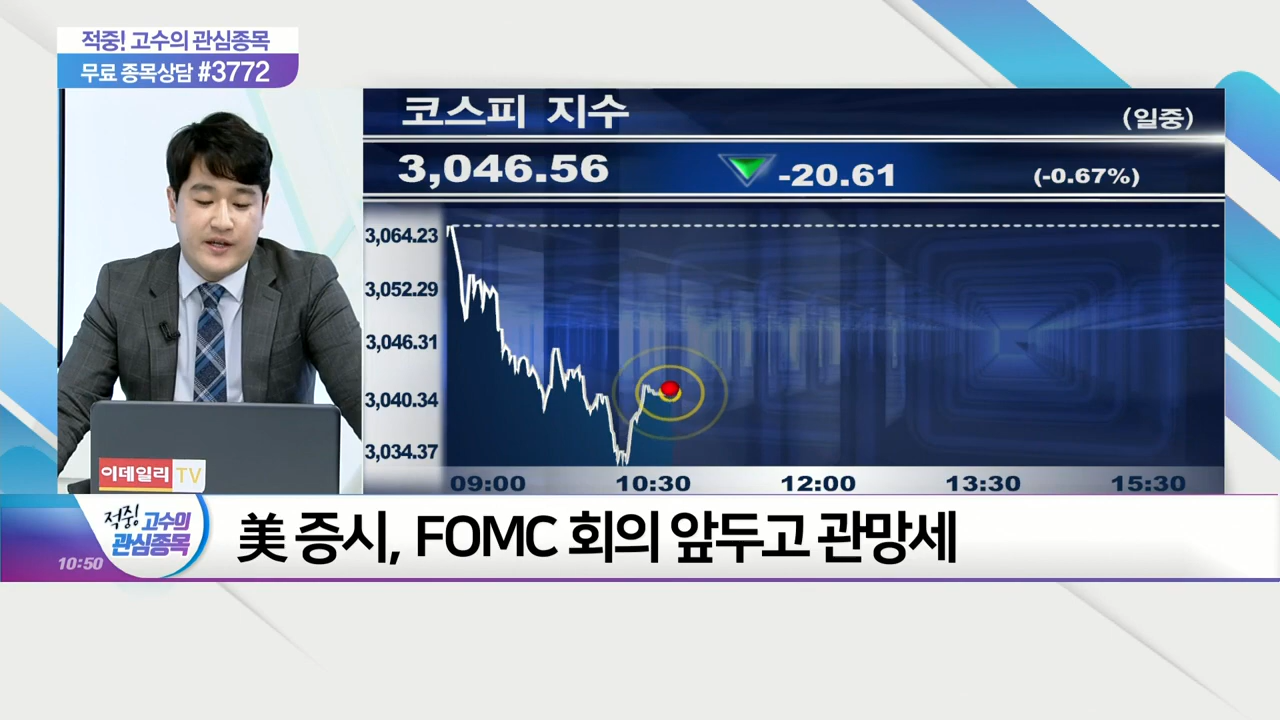 적중! 고수의 관심종목
무료 종목상담 #3772
코스피 지수
(일중)
3,046.56
-20.61
(-0.67%)
3,064.23
3,052.29
3,046.31
3,040.34
3,034.37
09:00 10:30 12:00 13:30 15:30
이데일리 TV
적중! 고수의
관심종목
10:50
美 증시, FOMC 회의 앞두고 관망세